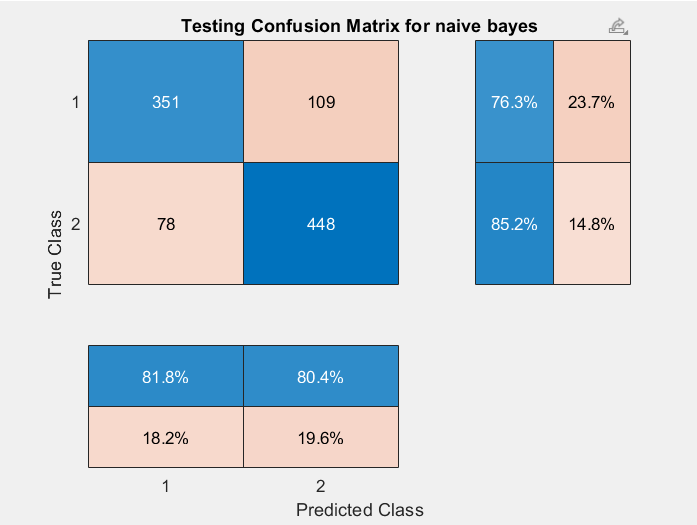 Testing Confusion Matrix for naive bayes
1 351 109 76.3% 23.7%
2 78 448 85.2% 14.8%
True Class
81.8% 80.4%
18.2% 19.6%
1 2
Predicted Class